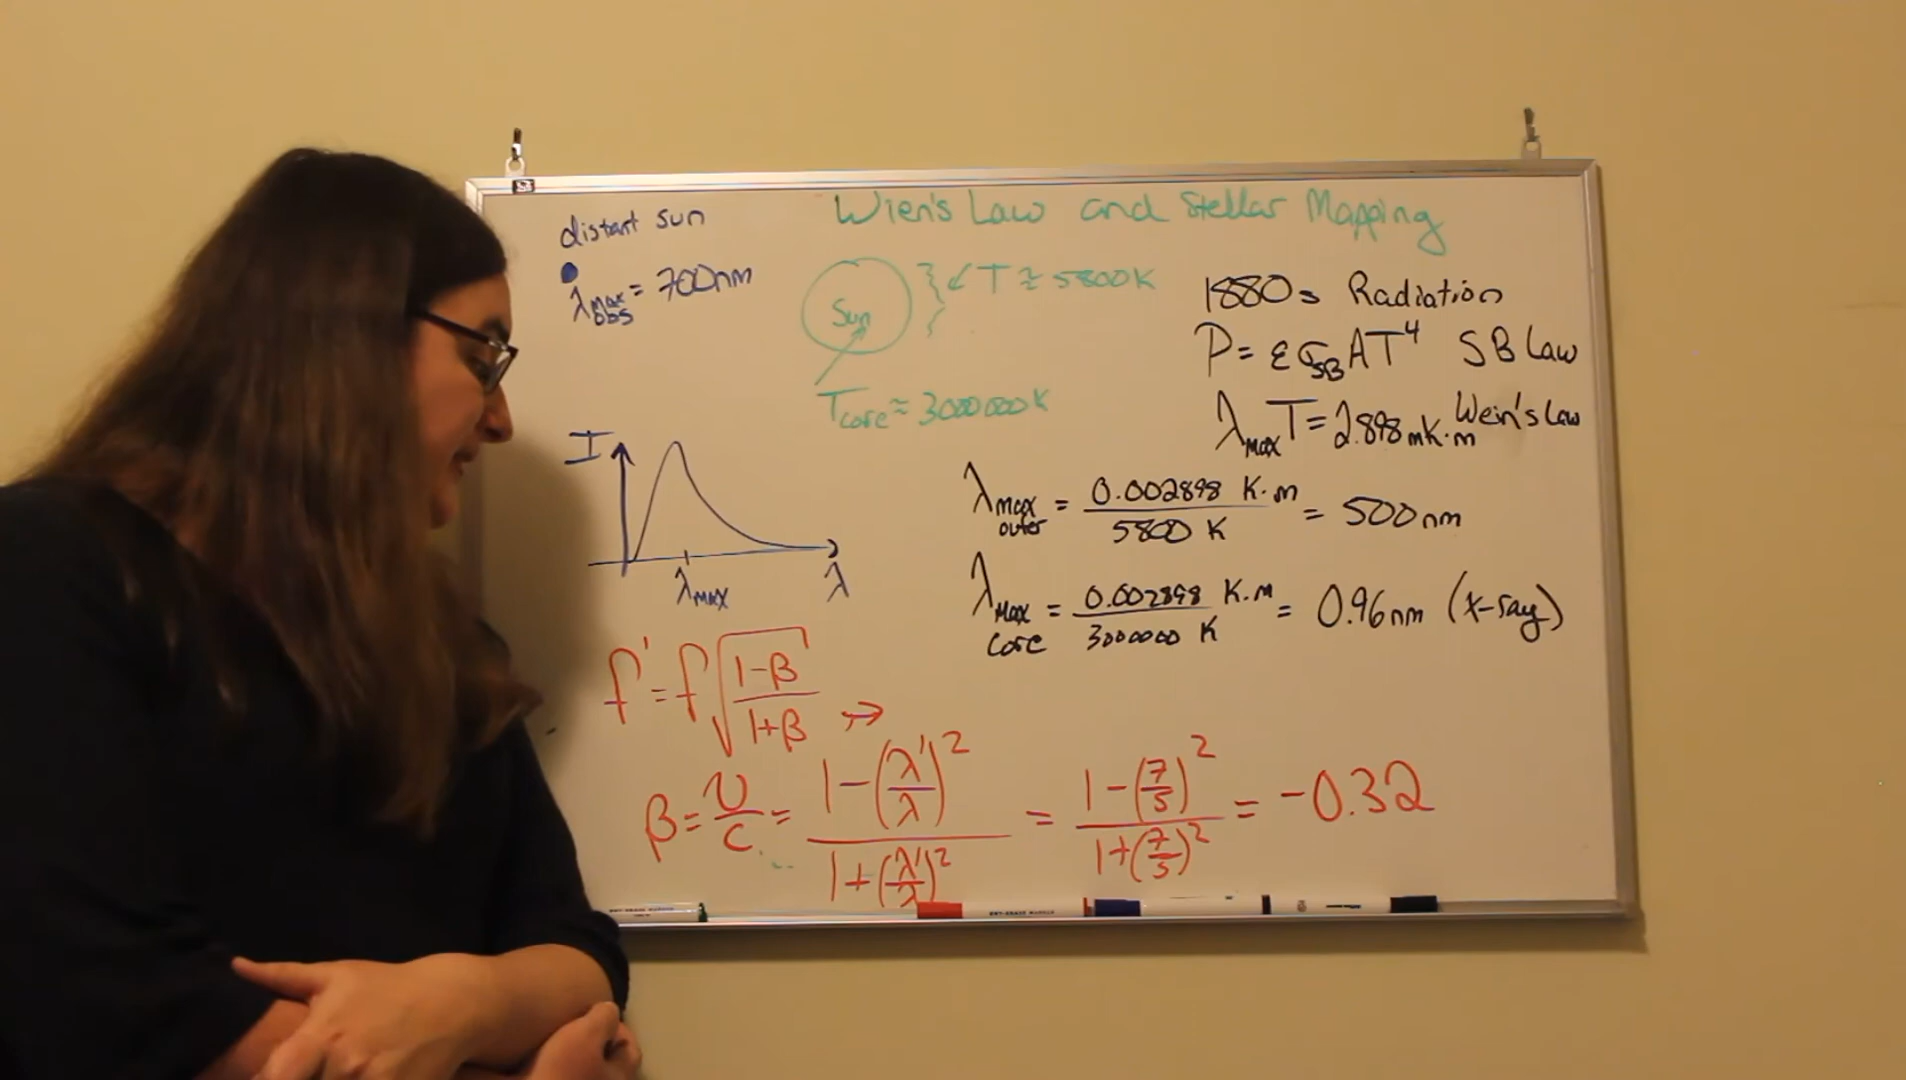 Wien's Law and Stellar Mapping
distant sun
λmax obs = 700nm
Sun
T ≈ 5800K
Tcore ≈ 3000000K
1880s Radiation
P = εσSB AT⁴ SB Law
λmax T = 2.898 mK·m Wein's Law
I
λmax
λ
λmax outer = 0.002898 K·m / 5800 K = 500nm
λmax core = 0.002898 K·m / 3000000 K = 0.96nm (x-ray)
f' = f √((1-β)/(1+β)) →
β = v/c = (1-(λ'/λ)²)/(1+(λ'/λ)²) = (1-(7/5)²)/(1+(7/5)²) = -0.32